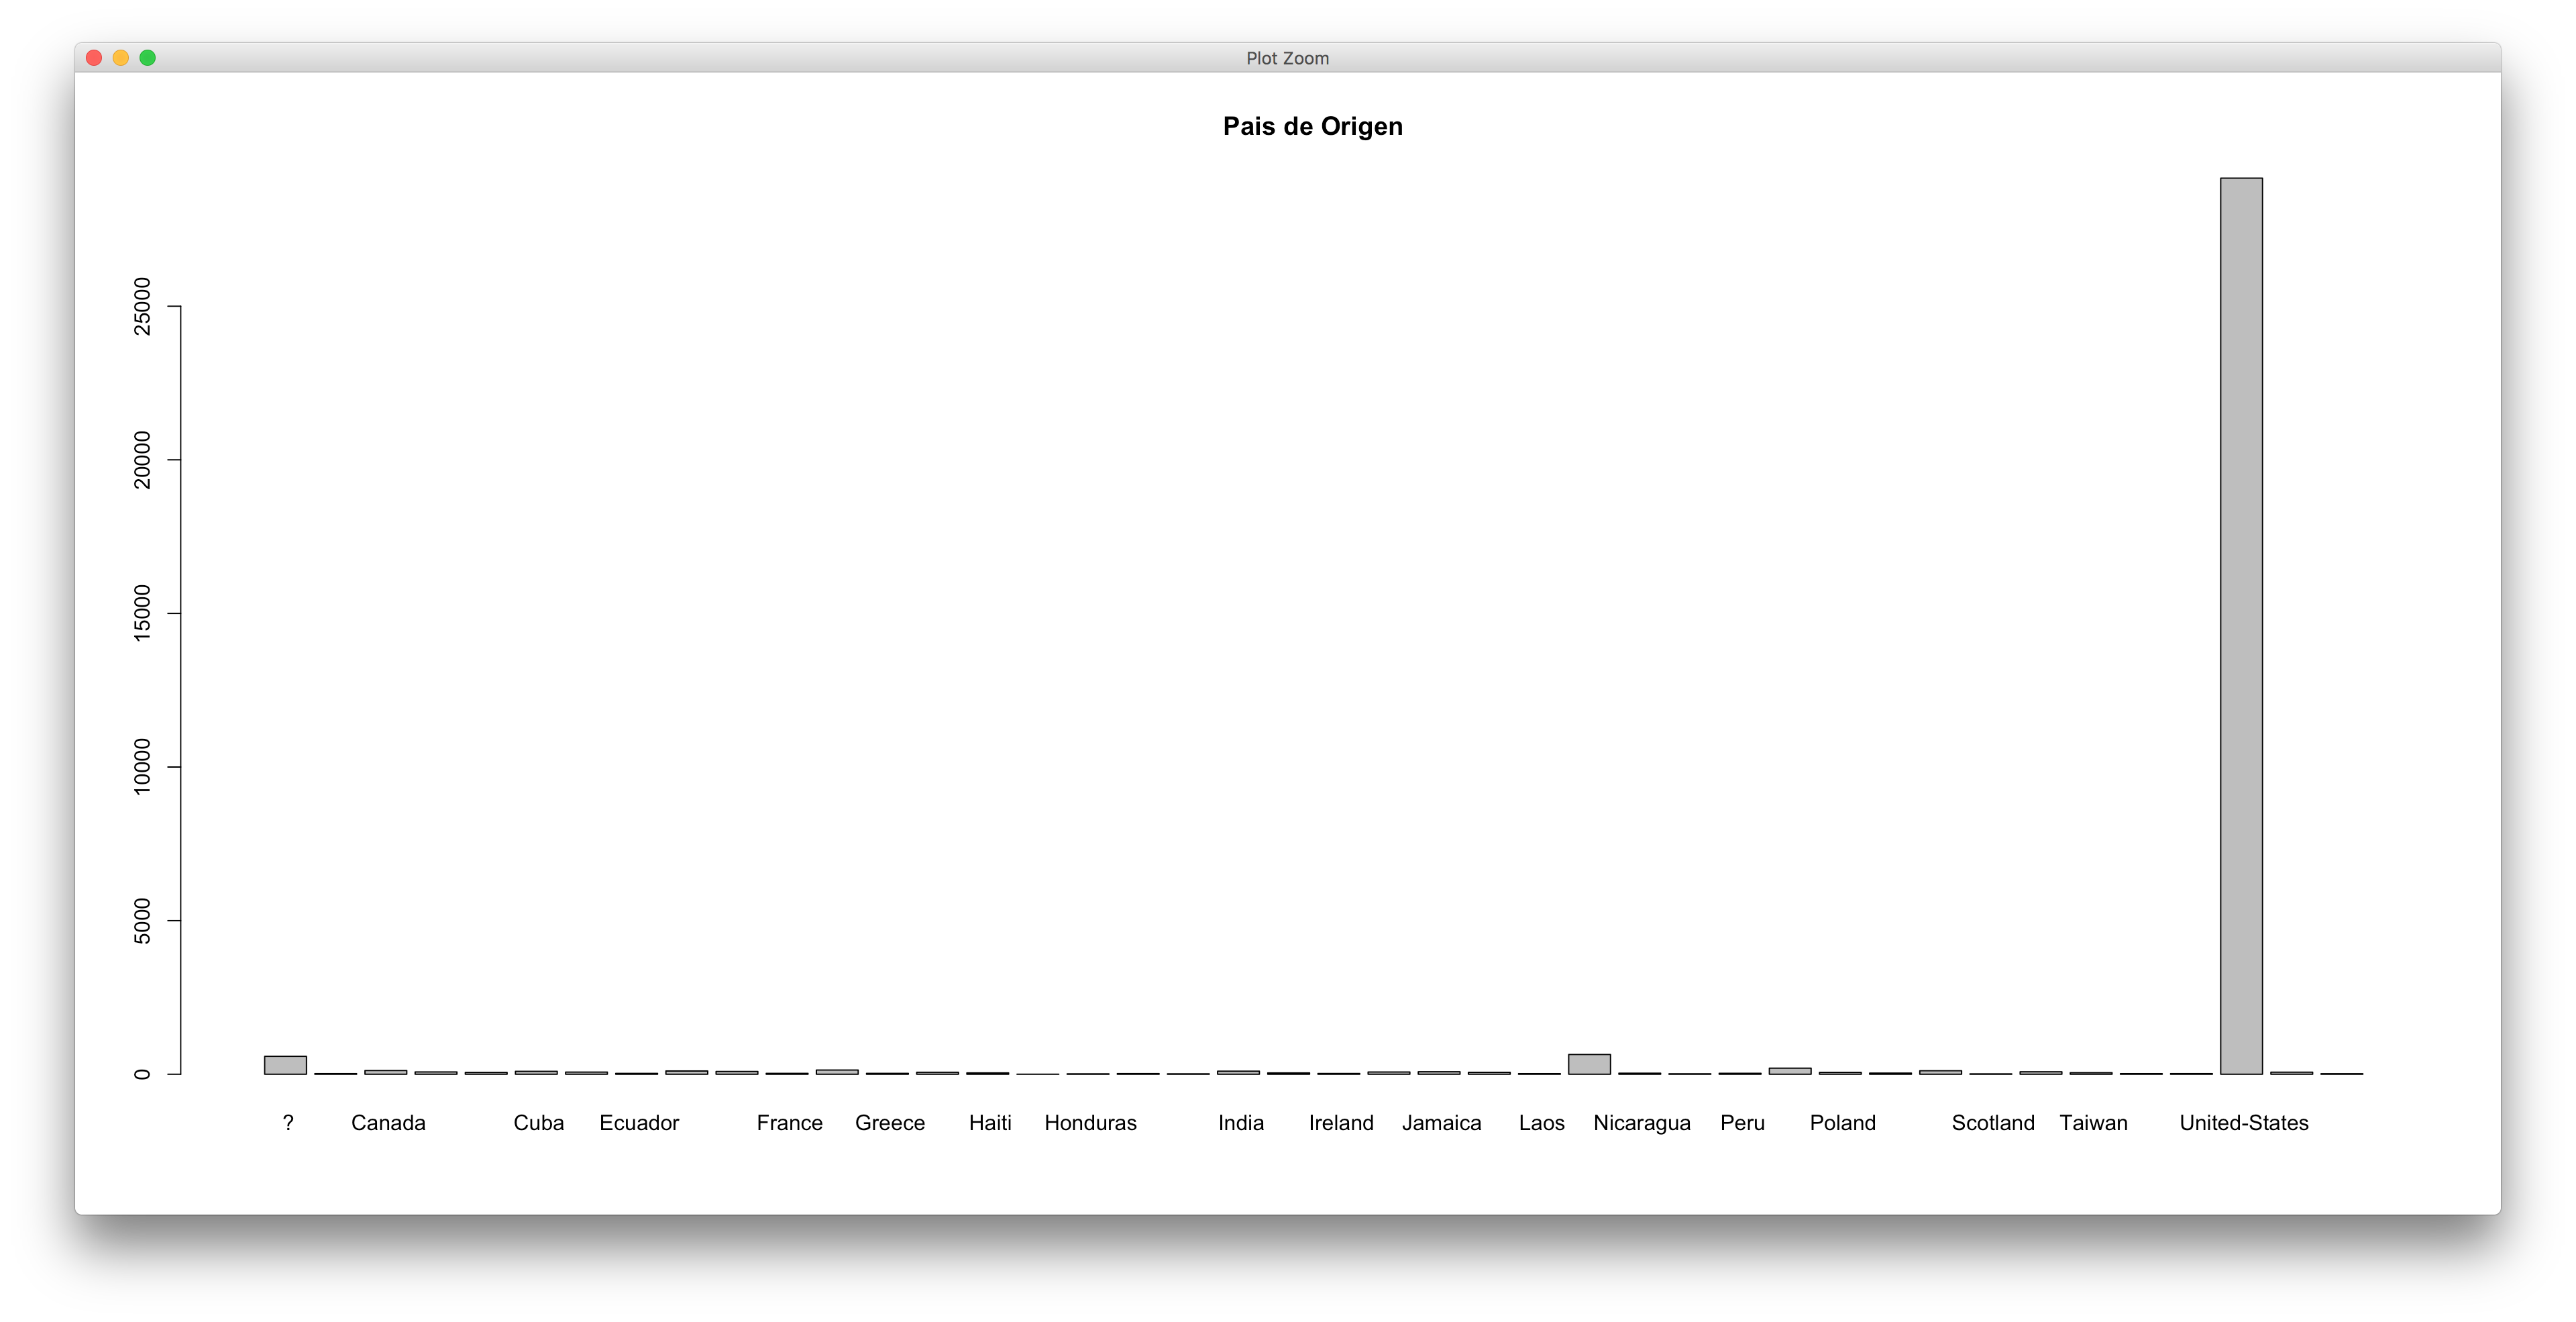 Plot Zoom
Pais de Origen
25000
20000
15000
10000
5000
0
? Canada Cuba Ecuador France Greece Haiti Honduras India Ireland Jamaica Laos Nicaragua Peru Poland Scotland Taiwan United-States